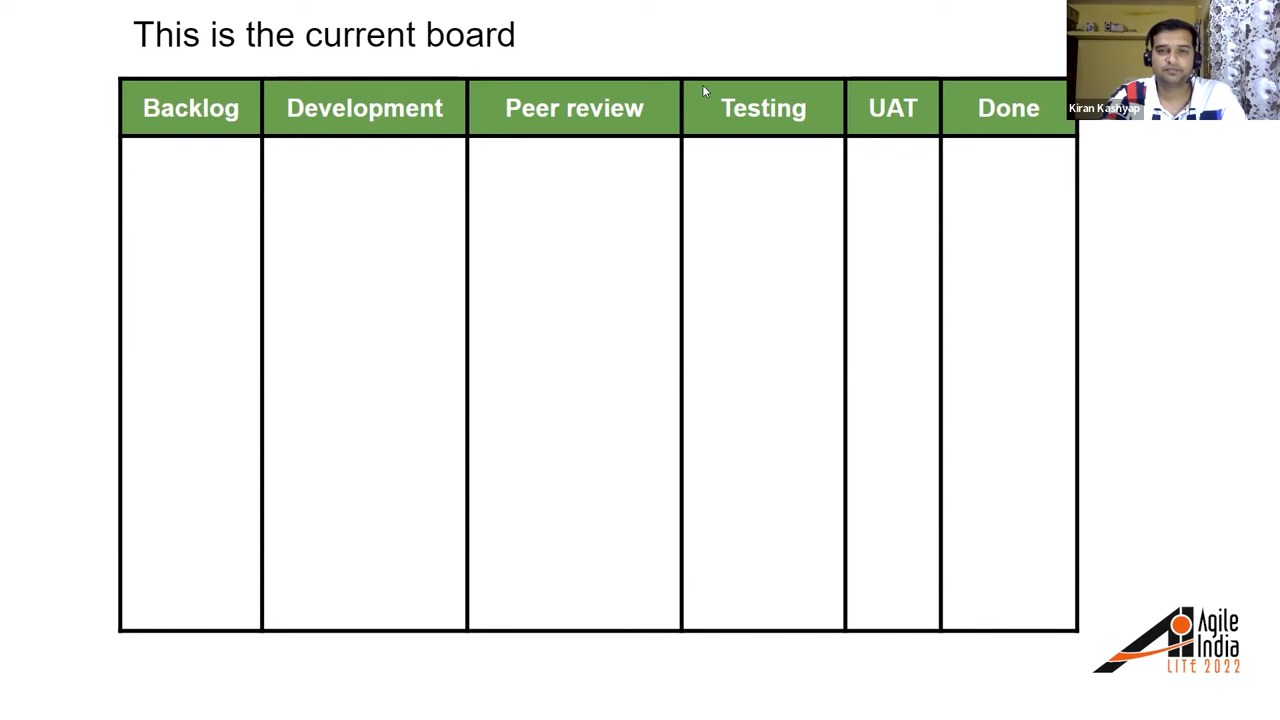 This is the current board
Backlog Development Peer review Testing UAT Done
Kiran Kashyap
Agile
India
LITE 2022